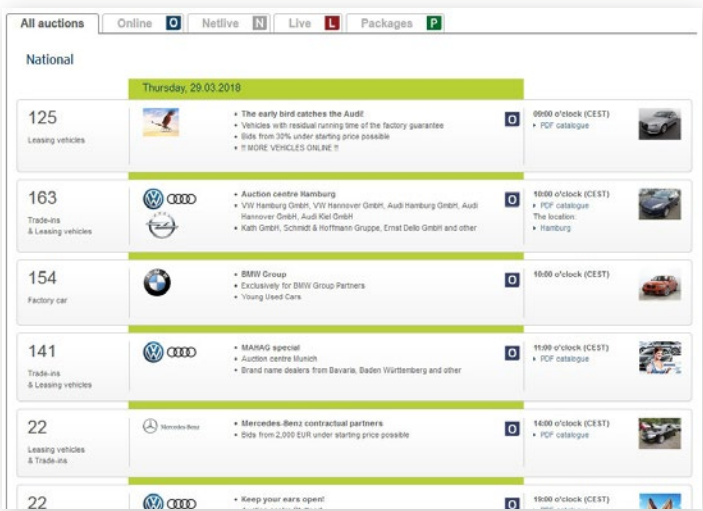 All auctions Online O Netlive N Live L Packages P
National
Thursday, 29.03.2018
125
Leasing vehicles
• The early bird catches the Audi!
• Vehicles with residual running time of the factory guarantee
• Bids from 30% under starting price possible
• !! MORE VEHICLES ONLINE !!
O
09:00 o'clock (CEST)
PDF catalogue
163
Trade-ins
& Leasing vehicles
• Auction centre Hamburg
• VW Hamburg GmbH, VW Hannover GmbH, Audi Hamburg GmbH, Audi
Hannover GmbH, Audi Kiel GmbH
• Kath GmbH, Schmidt & Hoffmann Gruppe, Ernst Dello GmbH and other
O
10:00 o'clock (CEST)
PDF catalogue
The location:
Hamburg
154
Factory car
BMW
• BMW Group
• Exclusively for BMW Group Partners
• Young Used Cars
O
10:00 o'clock (CEST)
141
Trade-ins
& Leasing vehicles
• MAHAG special
• Auction centre Munich
• Brand name dealers from Bavaria, Baden Württemberg and other
O
11:00 o'clock (CEST)
PDF catalogue
22
Leasing vehicles
& Trade-ins
Mercedes-Benz
• Mercedes-Benz contractual partners
• Bids from 2,000 EUR under starting price possible
O
14:00 o'clock (CEST)
PDF catalogue
22
• Keep your ears open!
O
19:00 o'clock (CEST)